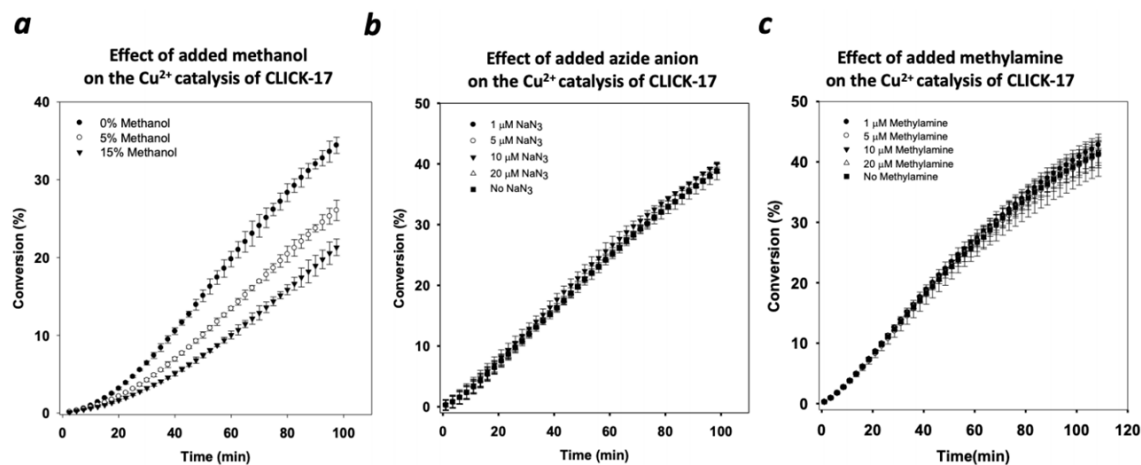 a
Effect of added methanol
on the Cu²⁺ catalysis of CLICK-17
40
30
20
10
0
Conversion (%)
0% Methanol
5% Methanol
15% Methanol
0 20 40 60 80 100
Time (min)
b
Effect of added azide anion
on the Cu²⁺ catalysis of CLICK-17
50
40
30
20
10
0
Conversion (%)
1 μM NaN₃
5 μM NaN₃
10 μM NaN₃
20 μM NaN₃
No NaN₃
0 20 40 60 80 100
Time (min)
c
Effect of added methylamine
on the Cu²⁺ catalysis of CLICK-17
50
40
30
20
10
0
Conversion (%)
1 μM Methylamine
5 μM Methylamine
10 μM Methylamine
20 μM Methylamine
No Methylamine
0 20 40 60 80 100 120
Time(min)